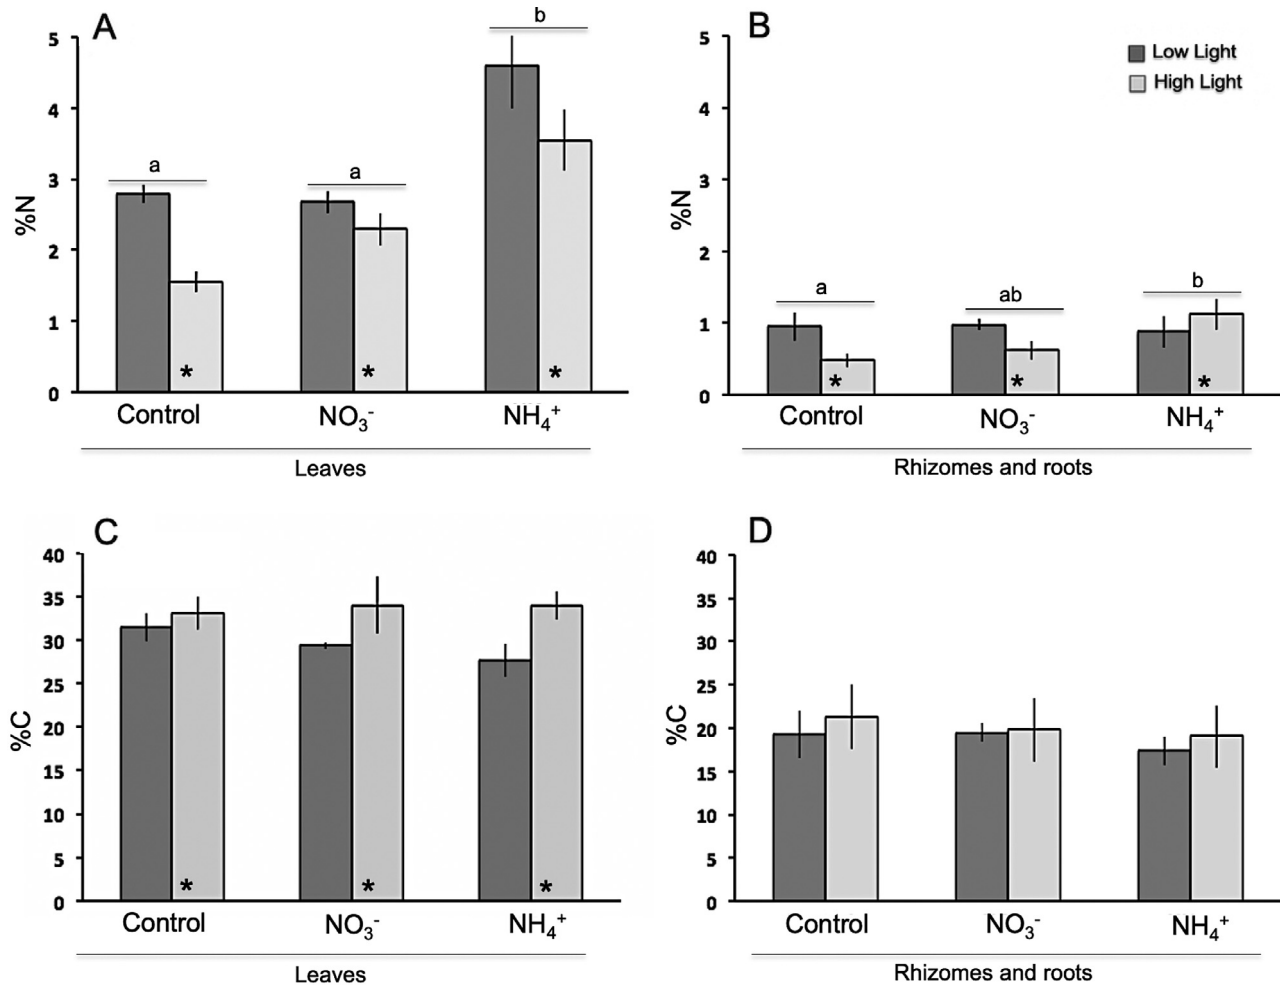 A
b
5
4
a
a
3
%N
2
1
* * *
0
Control NO₃⁻ NH₄⁺
Leaves
B
Low Light
High Light
5
4
3
%N
2
a ab b
1
* * *
0
Control NO₃⁻ NH₄⁺
Rhizomes and roots
C
40
35
30
25
%C
20
15
10
5
* * *
0
Control NO₃⁻ NH₄⁺
Leaves
D
40
35
30
25
%C
20
15
10
5
0
Control NO₃⁻ NH₄⁺
Rhizomes and roots